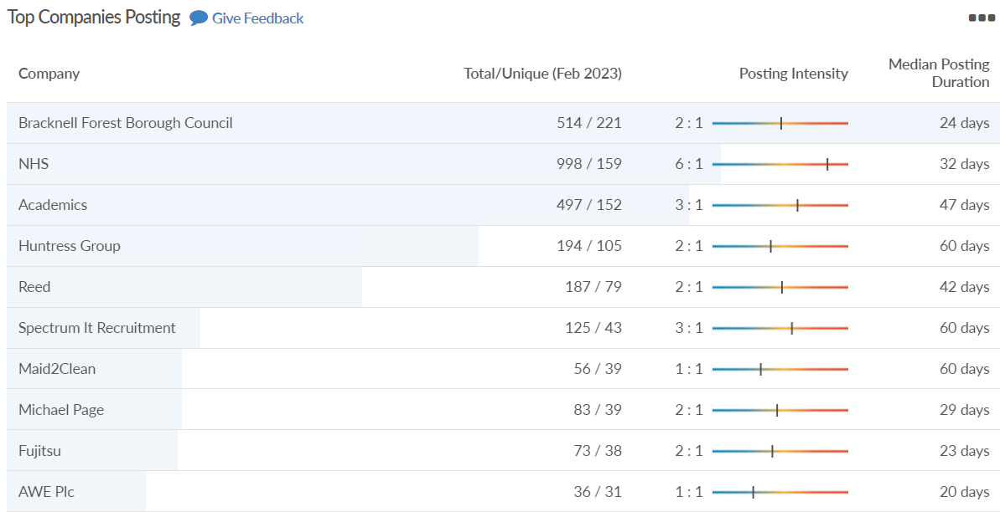 Top Companies Posting Give Feedback
Company Total/Unique (Feb 2023) Posting Intensity Median Posting Duration
Bracknell Forest Borough Council 514 / 221 2 : 1 24 days
NHS 998 / 159 6 : 1 32 days
Academics 497 / 152 3 : 1 47 days
Huntress Group 194 / 105 2 : 1 60 days
Reed 187 / 79 2 : 1 42 days
Spectrum It Recruitment 125 / 43 3 : 1 60 days
Maid2Clean 56 / 39 1 : 1 60 days
Michael Page 83 / 39 2 : 1 29 days
Fujitsu 73 / 38 2 : 1 23 days
AWE Plc 36 / 31 1 : 1 20 days